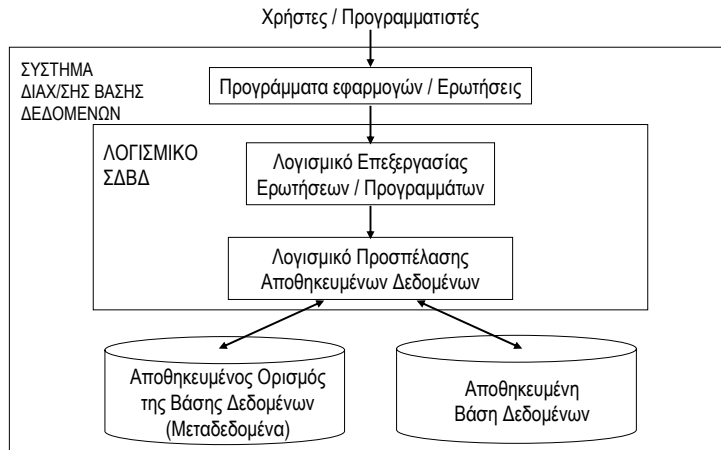 Χρήστες / Προγραμματιστές
ΣΥΣΤΗΜΑ
ΔΙΑΧ/ΣΗΣ ΒΑΣΗΣ
ΔΕΔΟΜΕΝΩΝ
Προγράμματα εφαρμογών / Ερωτήσεις
ΛΟΓΙΣΜΙΚΟ
ΣΔΒΔ
Λογισμικό Επεξεργασίας
Ερωτήσεων / Προγραμμάτων
Λογισμικό Προσπέλασης
Αποθηκευμένων Δεδομένων
Αποθηκευμένος Ορισμός
της Βάσης Δεδομένων
(Μεταδεδομένα)
Αποθηκευμένη
Βάση Δεδομένων